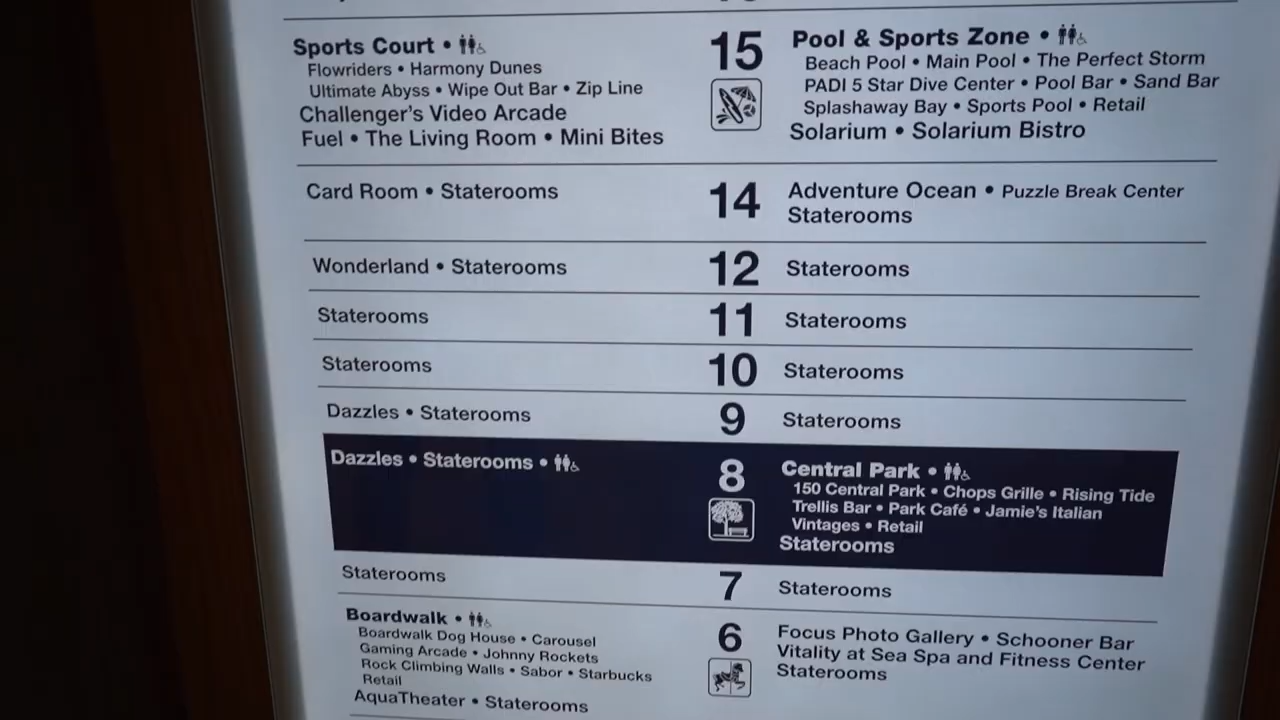 Sports Court •
Flowriders • Harmony Dunes
Ultimate Abyss • Wipe Out Bar • Zip Line
Challenger's Video Arcade
Fuel • The Living Room • Mini Bites
15
Pool & Sports Zone •
Beach Pool • Main Pool • The Perfect Storm
PADI 5 Star Dive Center • Pool Bar • Sand Bar
Splashaway Bay • Sports Pool • Retail
Solarium • Solarium Bistro
Card Room • Staterooms
14
Adventure Ocean • Puzzle Break Center
Staterooms
Wonderland • Staterooms
12
Staterooms
Staterooms
11
Staterooms
Staterooms
10
Staterooms
Dazzles • Staterooms
9
Staterooms
Dazzles • Staterooms •
8
Central Park •
150 Central Park • Chops Grille • Rising Tide
Trellis Bar • Park Café • Jamie's Italian
Vintages • Retail
Staterooms
Staterooms
7
Staterooms
Boardwalk •
Boardwalk Dog House • Carousel
Gaming Arcade • Johnny Rockets
Rock Climbing Walls • Sabor • Starbucks
Retail
AquaTheater • Staterooms
6
Focus Photo Gallery • Schooner Bar
Vitality at Sea Spa and Fitness Center
Staterooms